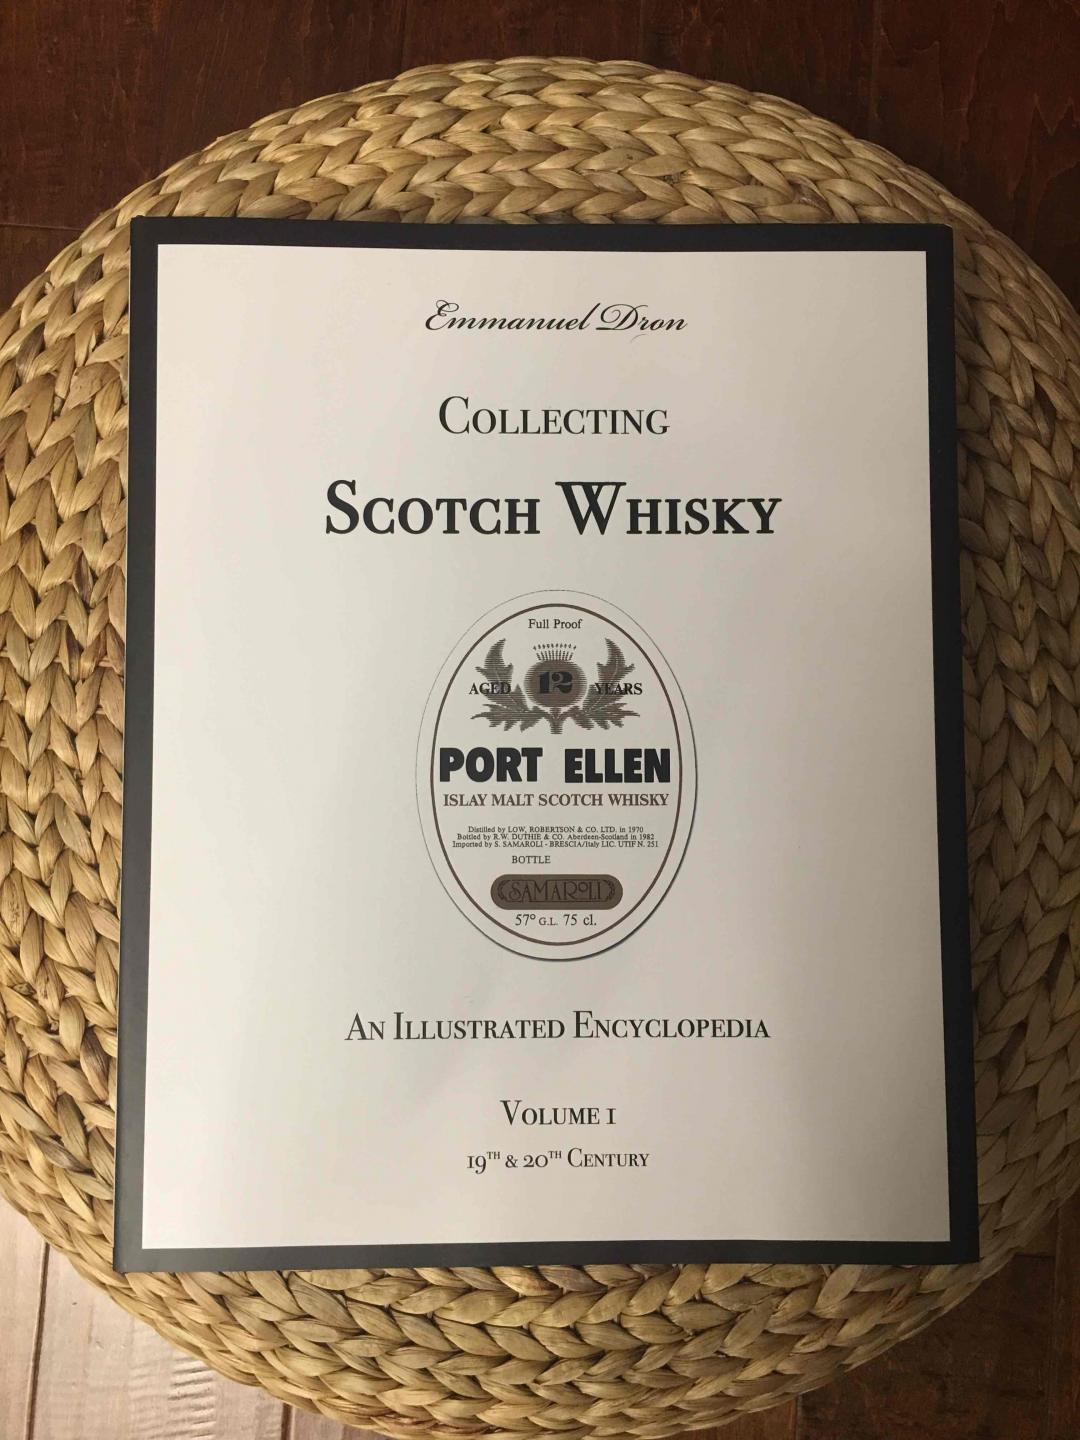 Emmanuel Dron
Collecting
Scotch Whisky
Full Proof
AGED 12 YEARS
PORT ELLEN
ISLAY MALT SCOTCH WHISKY
Distilled by LOW, ROBERTSON & CO. LTD. in 1970
Bottled by R.W. DUTHIE & CO. Aberdeen-Scotland in 1982
Imported by S. SAMAROLI - BRESCIA/Italy LIC. UTIF N. 251
BOTTLE
SAMAROLI
57° G.L. 75 cl.
An Illustrated Encyclopedia
Volume 1
19TH & 20TH Century